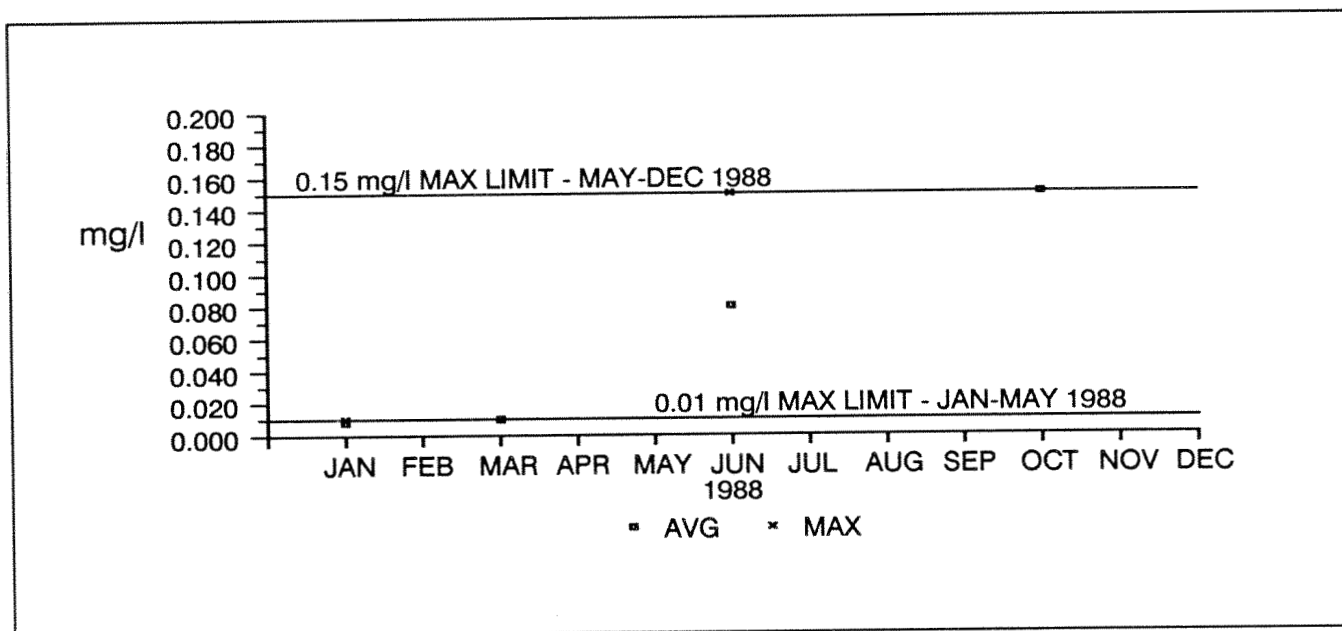 0.200
0.180
0.160
0.140
0.120
0.100
0.080
0.060
0.040
0.020
0.000
mg/l
0.15 mg/l MAX LIMIT - MAY-DEC 1988
0.01 mg/l MAX LIMIT - JAN-MAY 1988
JAN FEB MAR APR MAY JUN JUL AUG SEP OCT NOV DEC
1988
AVG MAX